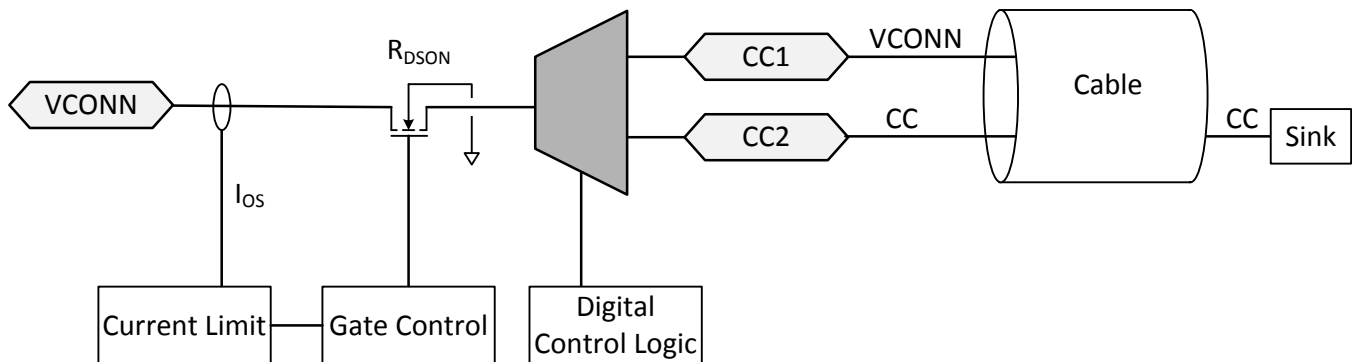 R_DSON
VCONN
CC1
VCONN
Cable
CC2
CC
CC
Sink
I_OS
Current Limit
Gate Control
Digital
Control Logic